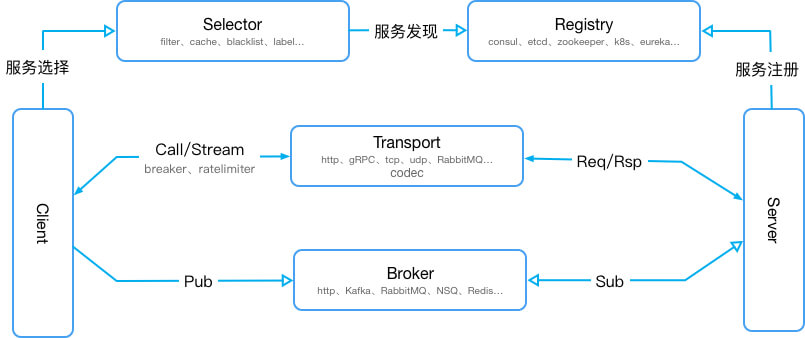 Selector
filter、cache、blacklist、label...
服务发现
Registry
consul、etcd、zookeeper、k8s、eureka...
服务选择
服务注册
Call/Stream
breaker、ratelimiter
Transport
http、gRPC、tcp、udp、RabbitMQ...
codec
Req/Rsp
Client
Server
Pub
Broker
http、Kafka、RabbitMQ、NSQ、Redis...
Sub